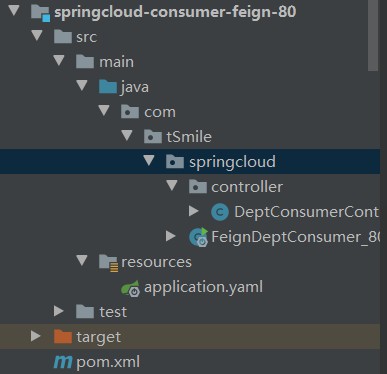 springcloud-consumer-feign-80
src
main
java
com
tSmile
springcloud
controller
DeptConsumerCont
FeignDeptConsumer_80
resources
application.yaml
test
target
pom.xml